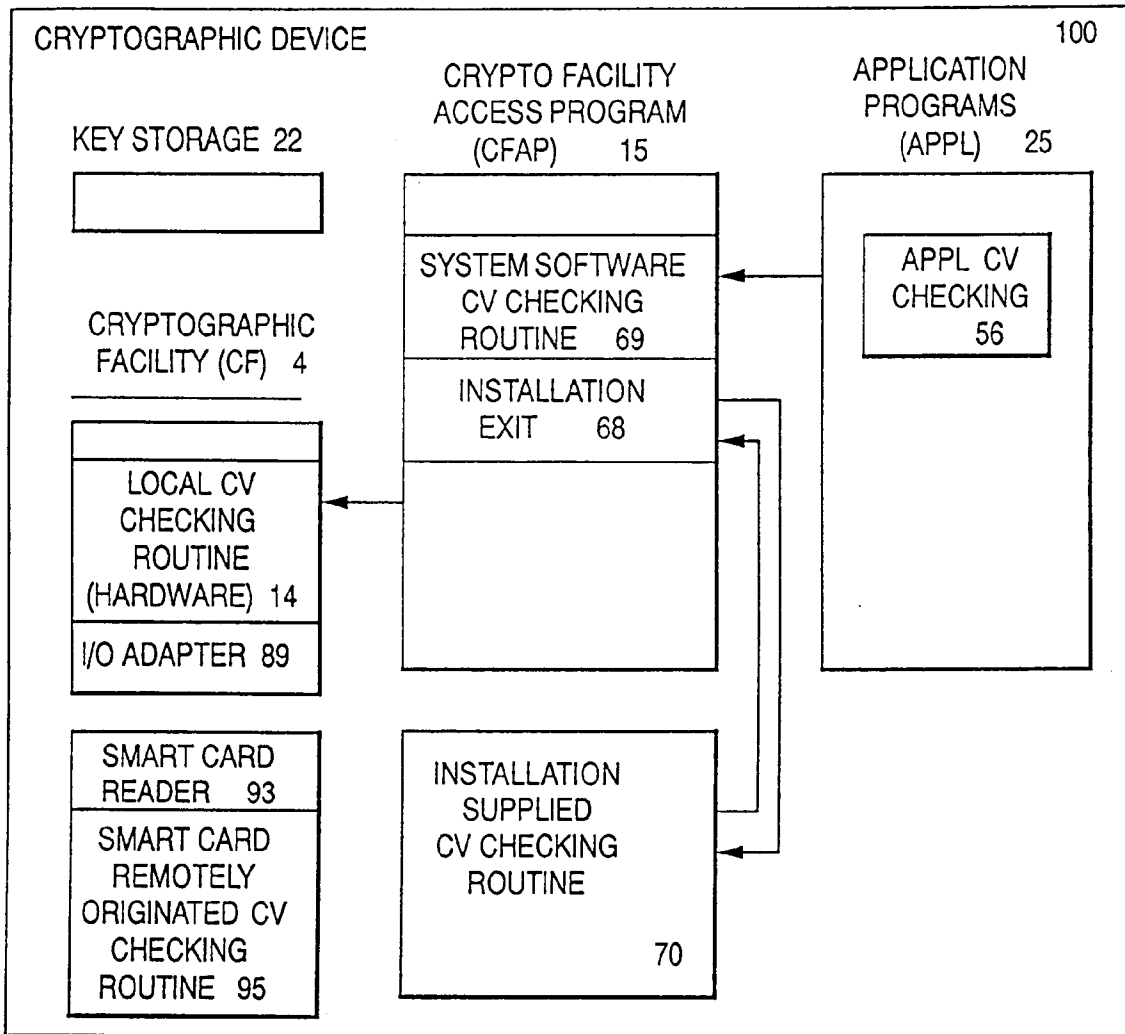 CRYPTOGRAPHIC DEVICE
100
KEY STORAGE 22
CRYPTO FACILITY
ACCESS PROGRAM
(CFAP) 15
APPLICATION
PROGRAMS
(APPL) 25
SYSTEM SOFTWARE
CV CHECKING
ROUTINE 69
INSTALLATION
EXIT 68
APPL CV
CHECKING
56
CRYPTOGRAPHIC
FACILITY (CF) 4
LOCAL CV
CHECKING
ROUTINE
(HARDWARE) 14
I/O ADAPTER 89
SMART CARD
READER 93
SMART CARD
REMOTELY
ORIGINATED CV
CHECKING
ROUTINE 95
INSTALLATION
SUPPLIED
CV CHECKING
ROUTINE
70